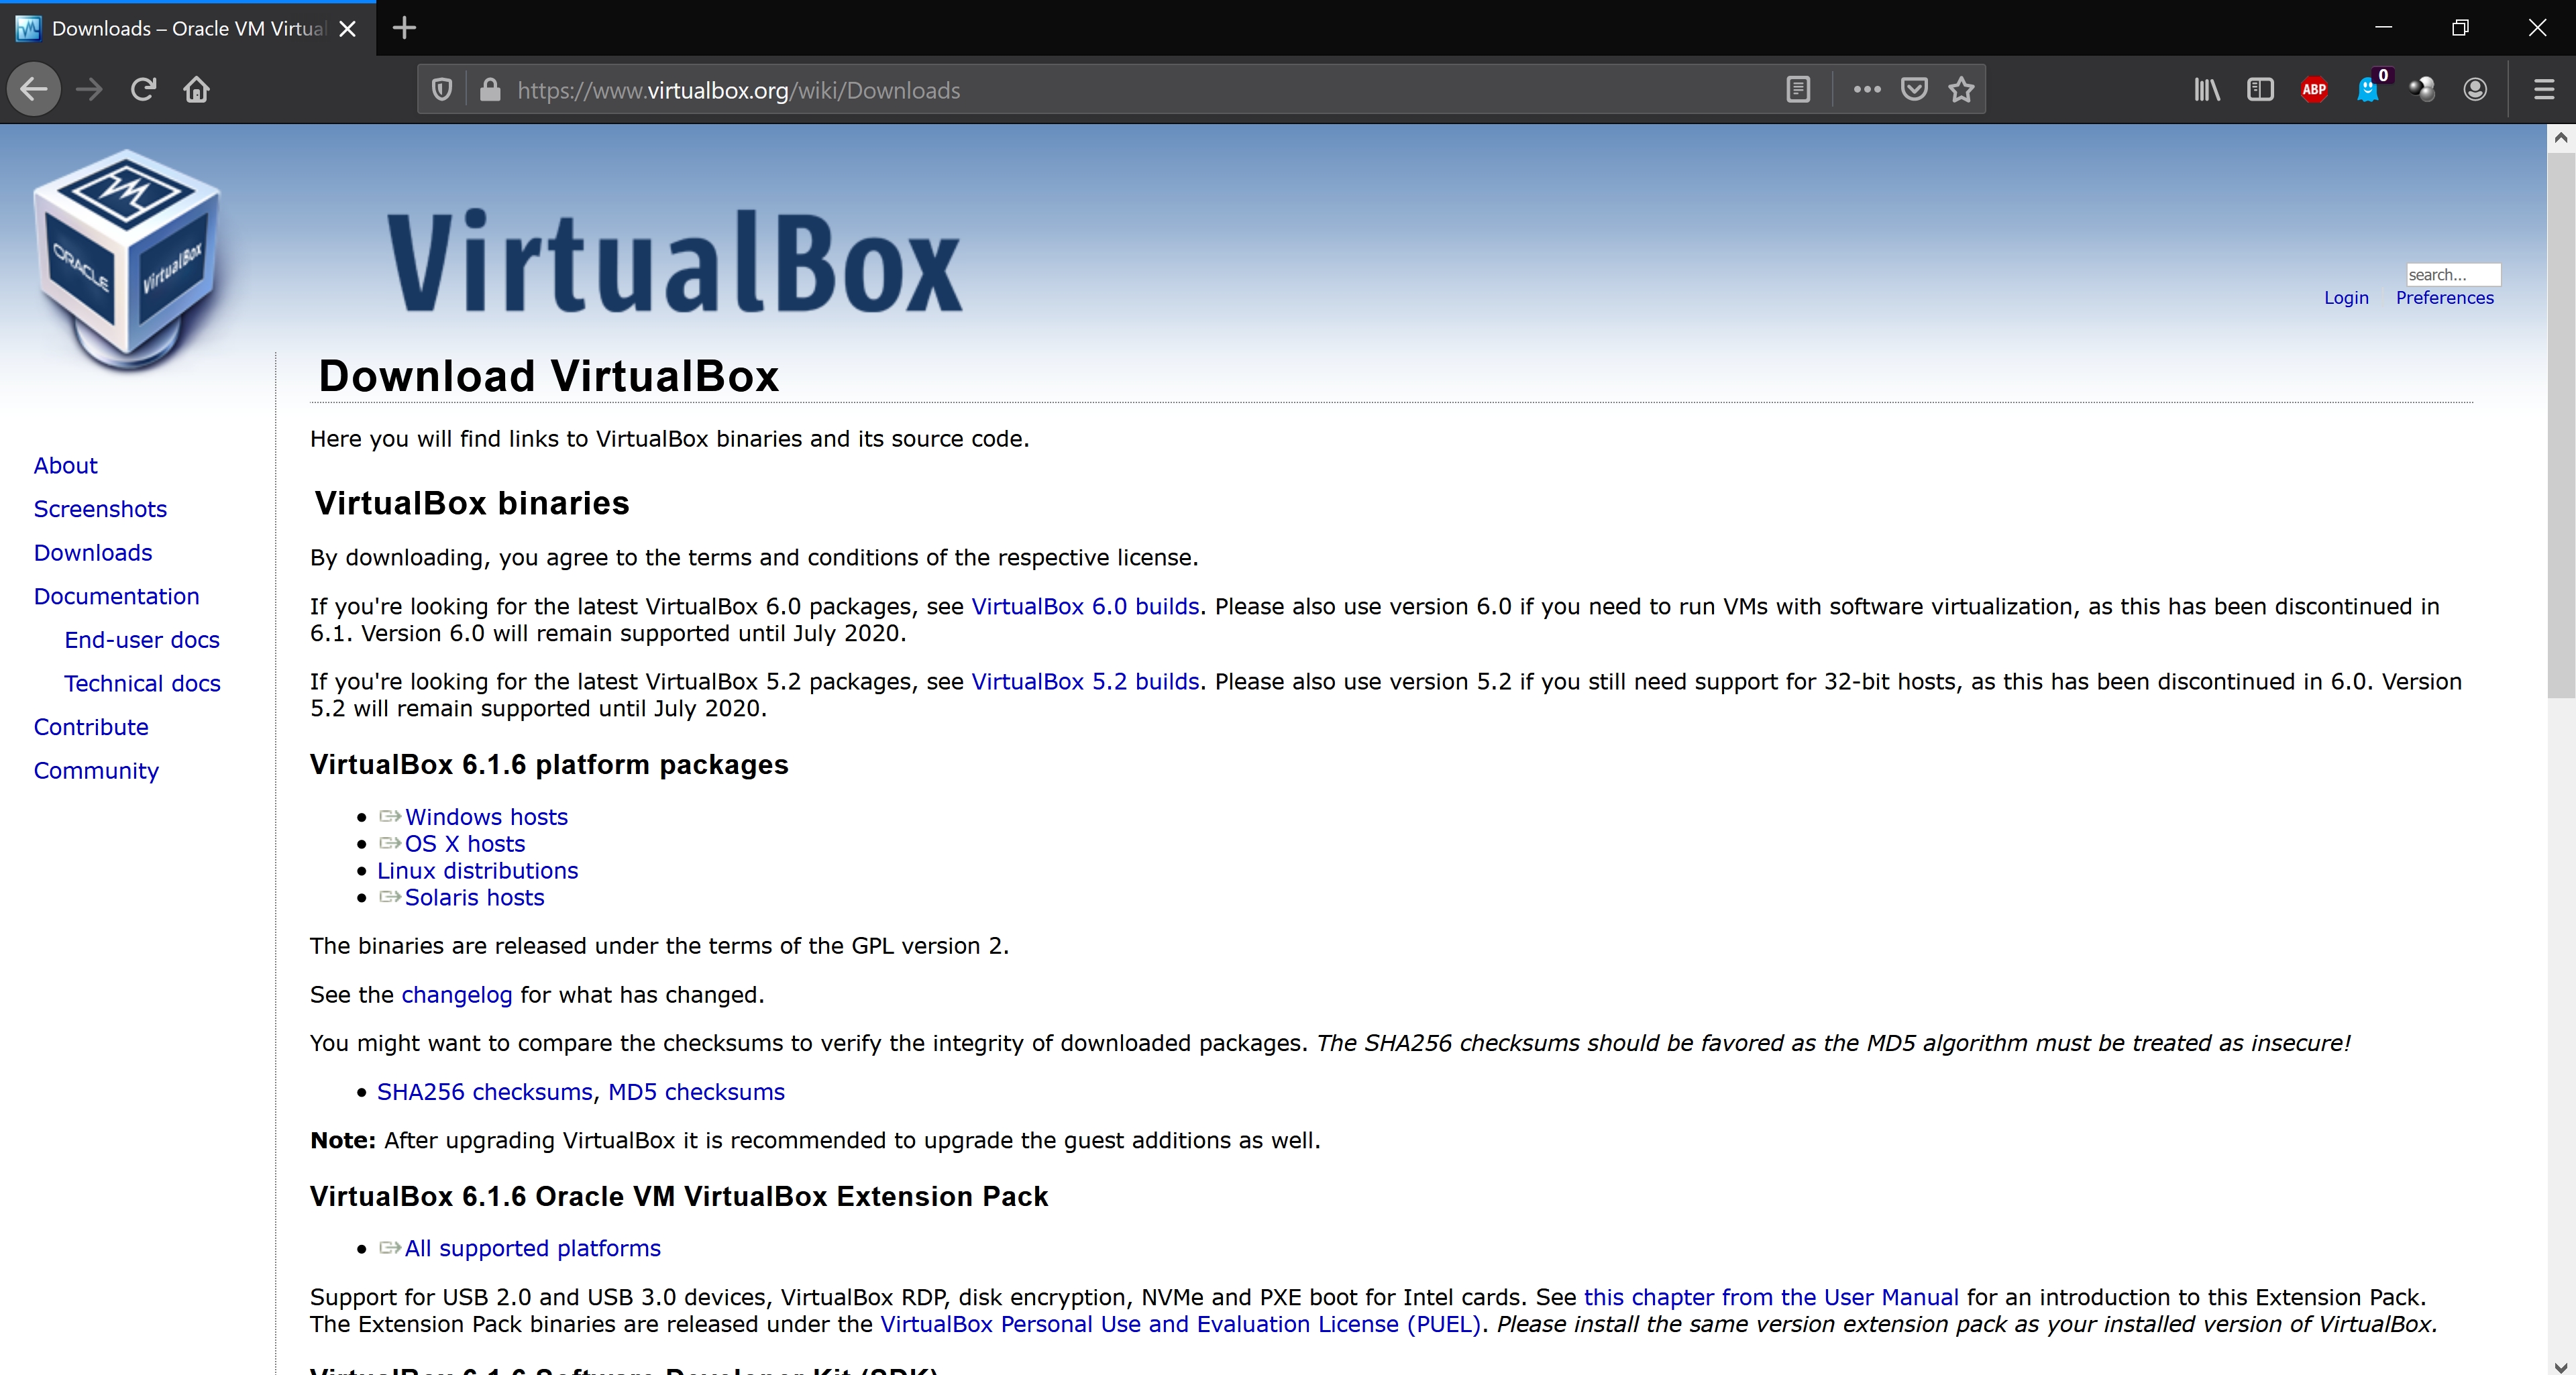 Downloads – Oracle VM Virtual
https://www.virtualbox.org/wiki/Downloads
ABP
0
ORACLE
VirtualBox
VirtualBox
search...
Login Preferences
Download VirtualBox
Here you will find links to VirtualBox binaries and its source code.
About
Screenshots
Downloads
Documentation
End-user docs
Technical docs
Contribute
Community
VirtualBox binaries
By downloading, you agree to the terms and conditions of the respective license.
If you're looking for the latest VirtualBox 6.0 packages, see VirtualBox 6.0 builds. Please also use version 6.0 if you need to run VMs with software virtualization, as this has been discontinued in
6.1. Version 6.0 will remain supported until July 2020.
If you're looking for the latest VirtualBox 5.2 packages, see VirtualBox 5.2 builds. Please also use version 5.2 if you still need support for 32-bit hosts, as this has been discontinued in 6.0. Version
5.2 will remain supported until July 2020.
VirtualBox 6.1.6 platform packages
Windows hosts
OS X hosts
Linux distributions
Solaris hosts
The binaries are released under the terms of the GPL version 2.
See the changelog for what has changed.
You might want to compare the checksums to verify the integrity of downloaded packages. The SHA256 checksums should be favored as the MD5 algorithm must be treated as insecure!
SHA256 checksums, MD5 checksums
Note: After upgrading VirtualBox it is recommended to upgrade the guest additions as well.
VirtualBox 6.1.6 Oracle VM VirtualBox Extension Pack
All supported platforms
Support for USB 2.0 and USB 3.0 devices, VirtualBox RDP, disk encryption, NVMe and PXE boot for Intel cards. See this chapter from the User Manual for an introduction to this Extension Pack.
The Extension Pack binaries are released under the VirtualBox Personal Use and Evaluation License (PUEL). Please install the same version extension pack as your installed version of VirtualBox.
VirtualBox 6.1.6 Software Developer Kit (SDK)